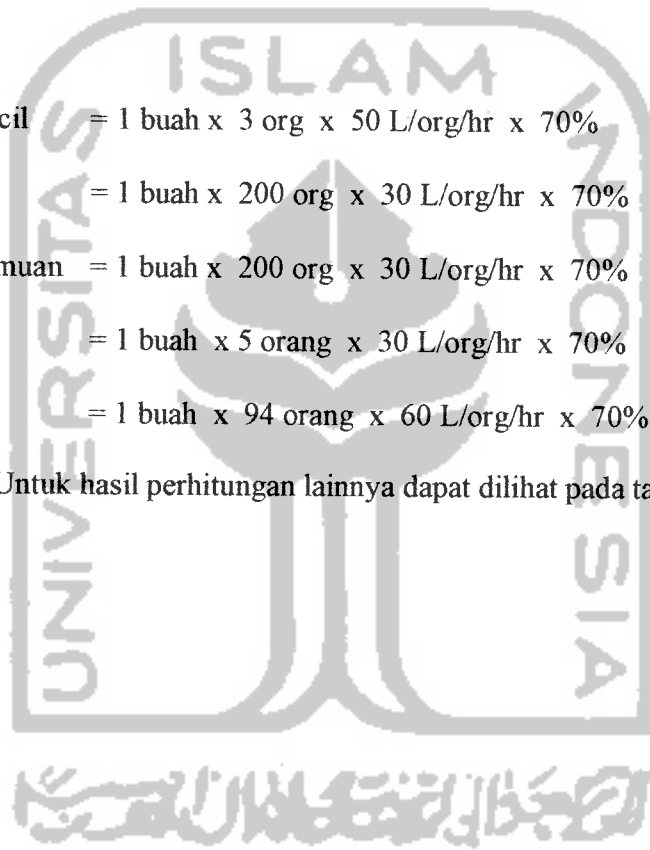 ISLAM
UNIVERSITAS
INDONESIA
cil = 1 buah x 3 org x 50 L/org/hr x 70%
= 1 buah x 200 org x 30 L/org/hr x 70%
muan = 1 buah x 200 org x 30 L/org/hr x 70%
= 1 buah x 5 orang x 30 L/org/hr x 70%
= 1 buah x 94 orang x 60 L/org/hr x 70%
Untuk hasil perhitungan lainnya dapat dilihat pada ta